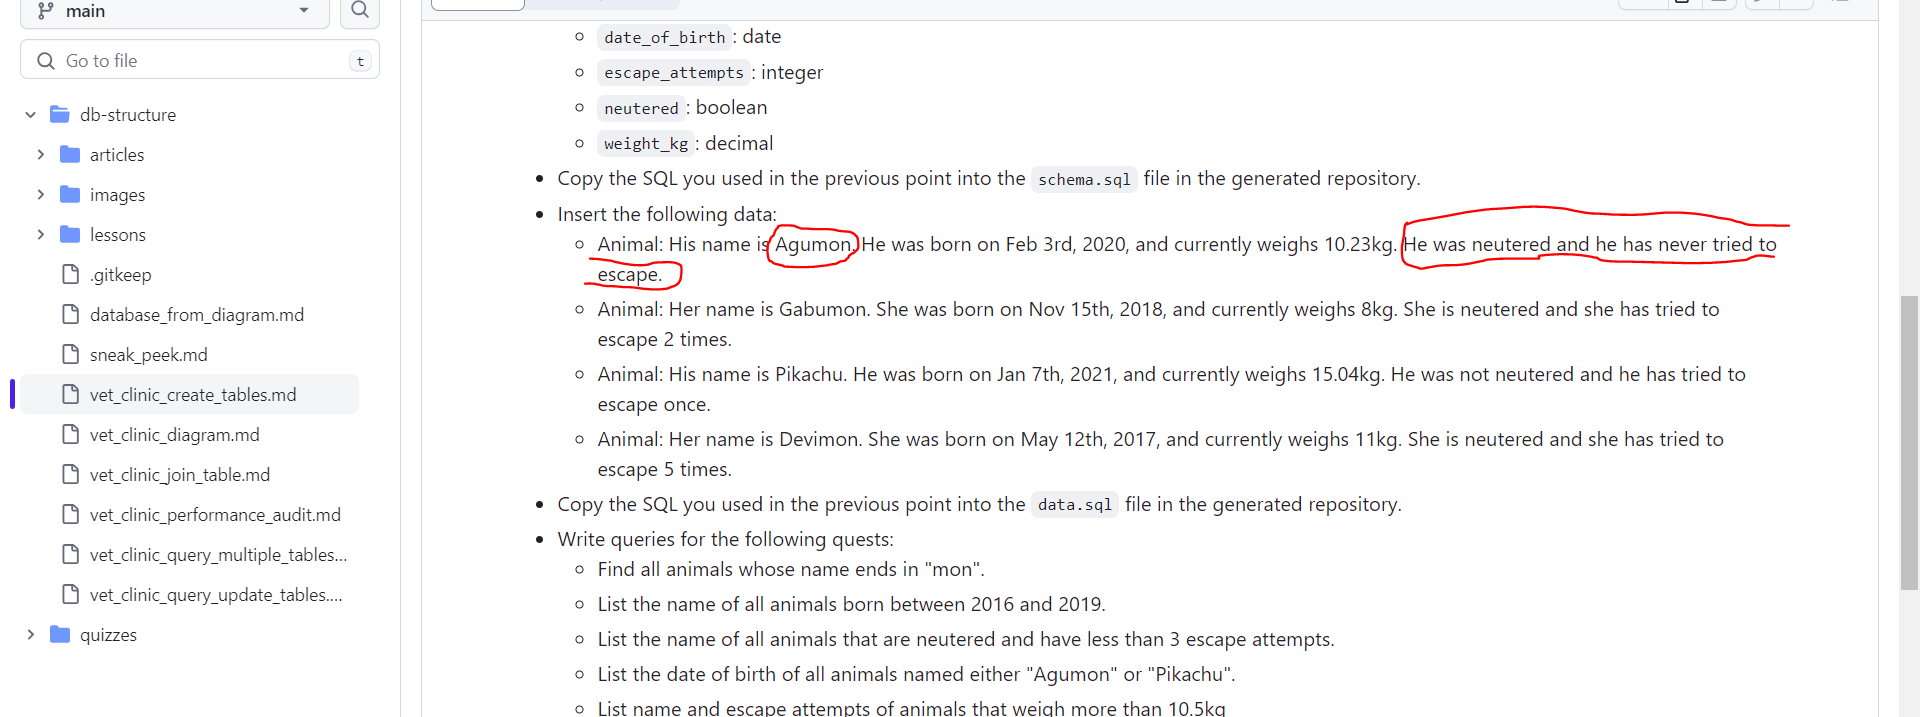 main
Go to file
t
db-structure
articles
images
lessons
.gitkeep
database_from_diagram.md
sneak_peek.md
vet_clinic_create_tables.md
vet_clinic_diagram.md
vet_clinic_join_table.md
vet_clinic_performance_audit.md
vet_clinic_query_multiple_tables...
vet_clinic_query_update_tables....
quizzes
date_of_birth : date
escape_attempts : integer
neutered : boolean
weight_kg : decimal
Copy the SQL you used in the previous point into the schema.sql file in the generated repository.
Insert the following data:
Animal: His name is Agumon. He was born on Feb 3rd, 2020, and currently weighs 10.23kg. He was neutered and he has never tried to
escape.
Animal: Her name is Gabumon. She was born on Nov 15th, 2018, and currently weighs 8kg. She is neutered and she has tried to
escape 2 times.
Animal: His name is Pikachu. He was born on Jan 7th, 2021, and currently weighs 15.04kg. He was not neutered and he has tried to
escape once.
Animal: Her name is Devimon. She was born on May 12th, 2017, and currently weighs 11kg. She is neutered and she has tried to
escape 5 times.
Copy the SQL you used in the previous point into the data.sql file in the generated repository.
Write queries for the following quests:
Find all animals whose name ends in "mon".
List the name of all animals born between 2016 and 2019.
List the name of all animals that are neutered and have less than 3 escape attempts.
List the date of birth of all animals named either "Agumon" or "Pikachu".
List name and escape attempts of animals that weigh more than 10.5kg